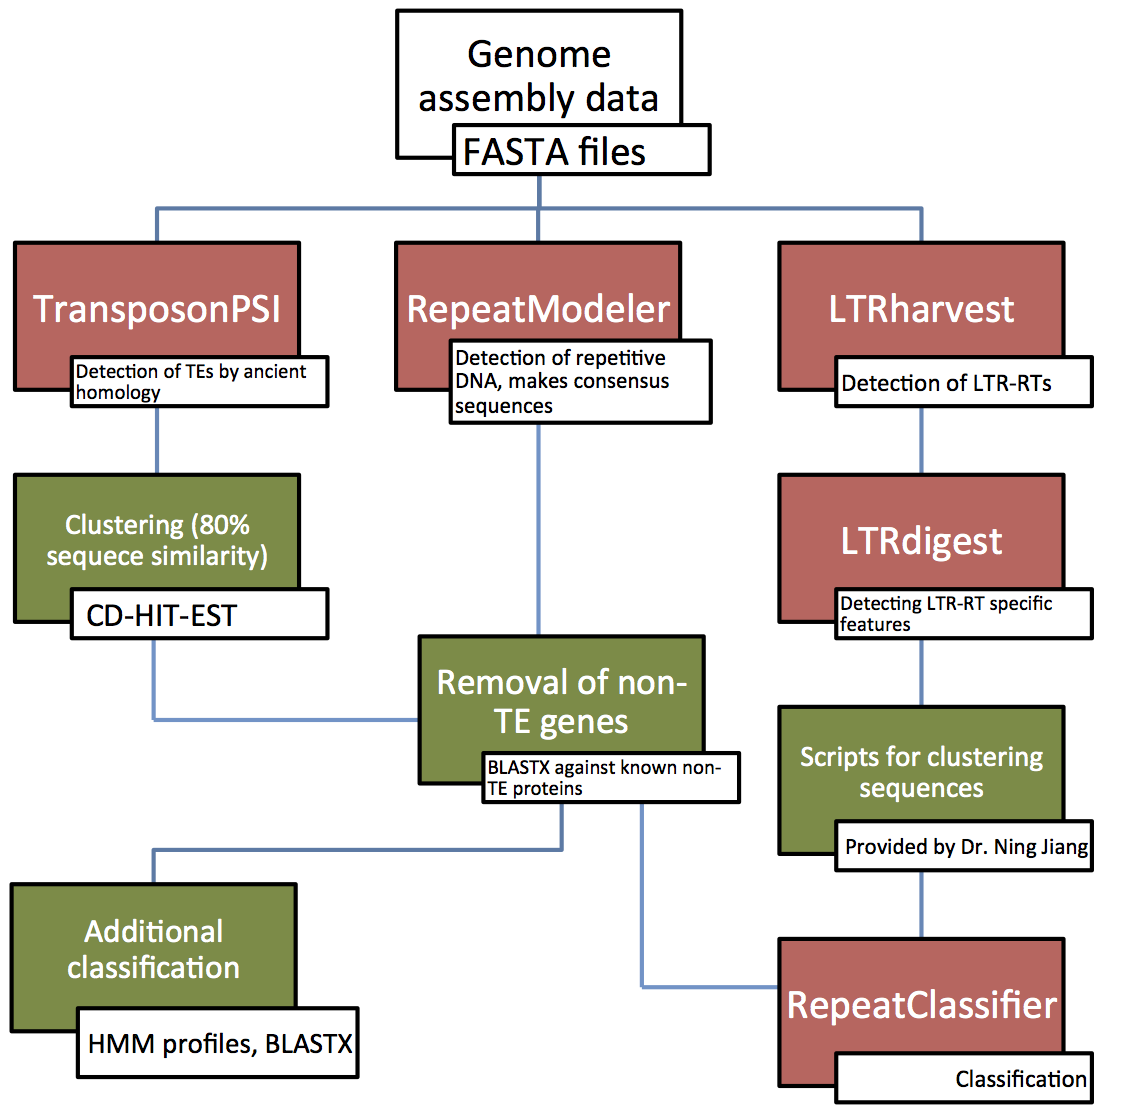 Genome
assembly data
FASTA files
TransposonPSI
Detection of TEs by ancient
homology
RepeatModeler
Detection of repetitive
DNA, makes consensus
sequences
LTRharvest
Detection of LTR-RTs
Clustering (80%
sequece similarity)
CD-HIT-EST
LTRdigest
Detecting LTR-RT specific
features
Removal of non-
TE genes
BLASTX against known non-
TE proteins
Scripts for clustering
sequences
Provided by Dr. Ning Jiang
Additional
classification
HMM profiles, BLASTX
RepeatClassifier
Classification